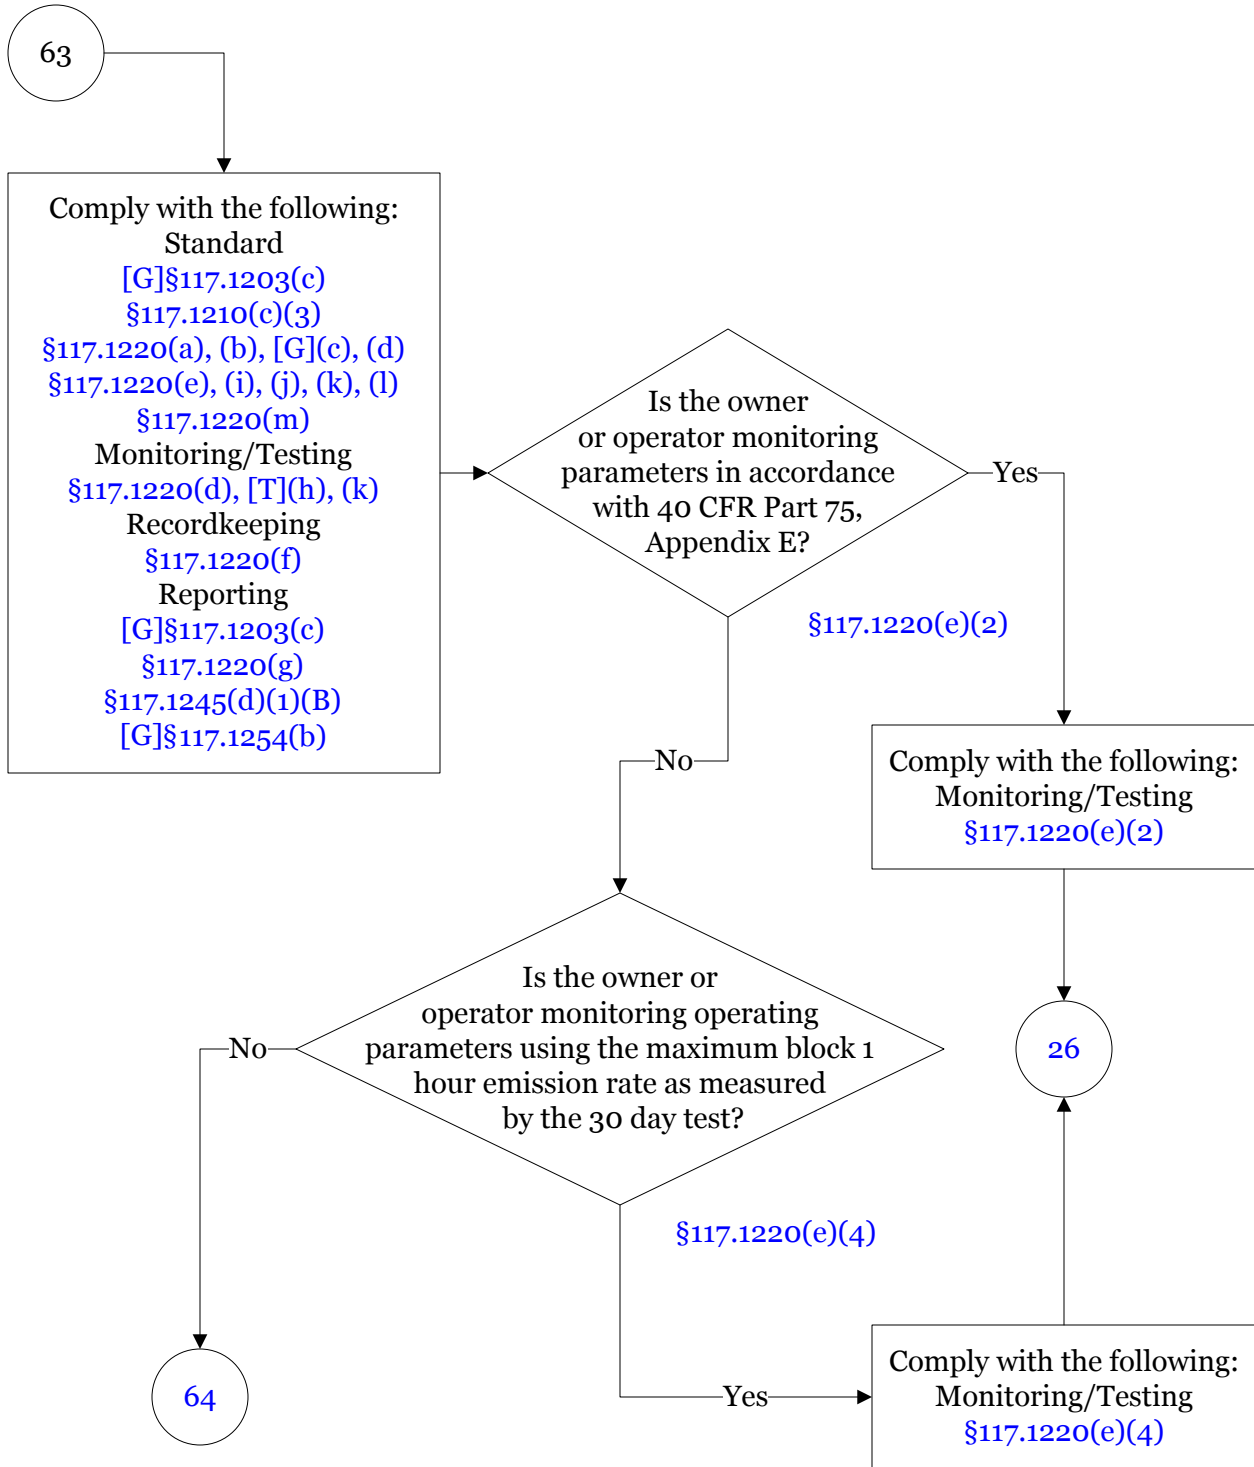 63
Comply with the following:
Standard
[G]§117.1203(c)
§117.1210(c)(3)
§117.1220(a), (b), [G](c), (d)
§117.1220(e), (i), (j), (k), (l)
§117.1220(m)
Monitoring/Testing
§117.1220(d), [T](h), (k)
Recordkeeping
§117.1220(f)
Reporting
[G]§117.1203(c)
§117.1220(g)
§117.1245(d)(1)(B)
[G]§117.1254(b)
Is the owner
or operator monitoring
parameters in accordance
with 40 CFR Part 75,
Appendix E?
Yes
§117.1220(e)(2)
No
Comply with the following:
Monitoring/Testing
§117.1220(e)(2)
Is the owner or
operator monitoring operating
parameters using the maximum block 1
hour emission rate as measured
by the 30 day test?
No
26
§117.1220(e)(4)
64
Yes
Comply with the following:
Monitoring/Testing
§117.1220(e)(4)